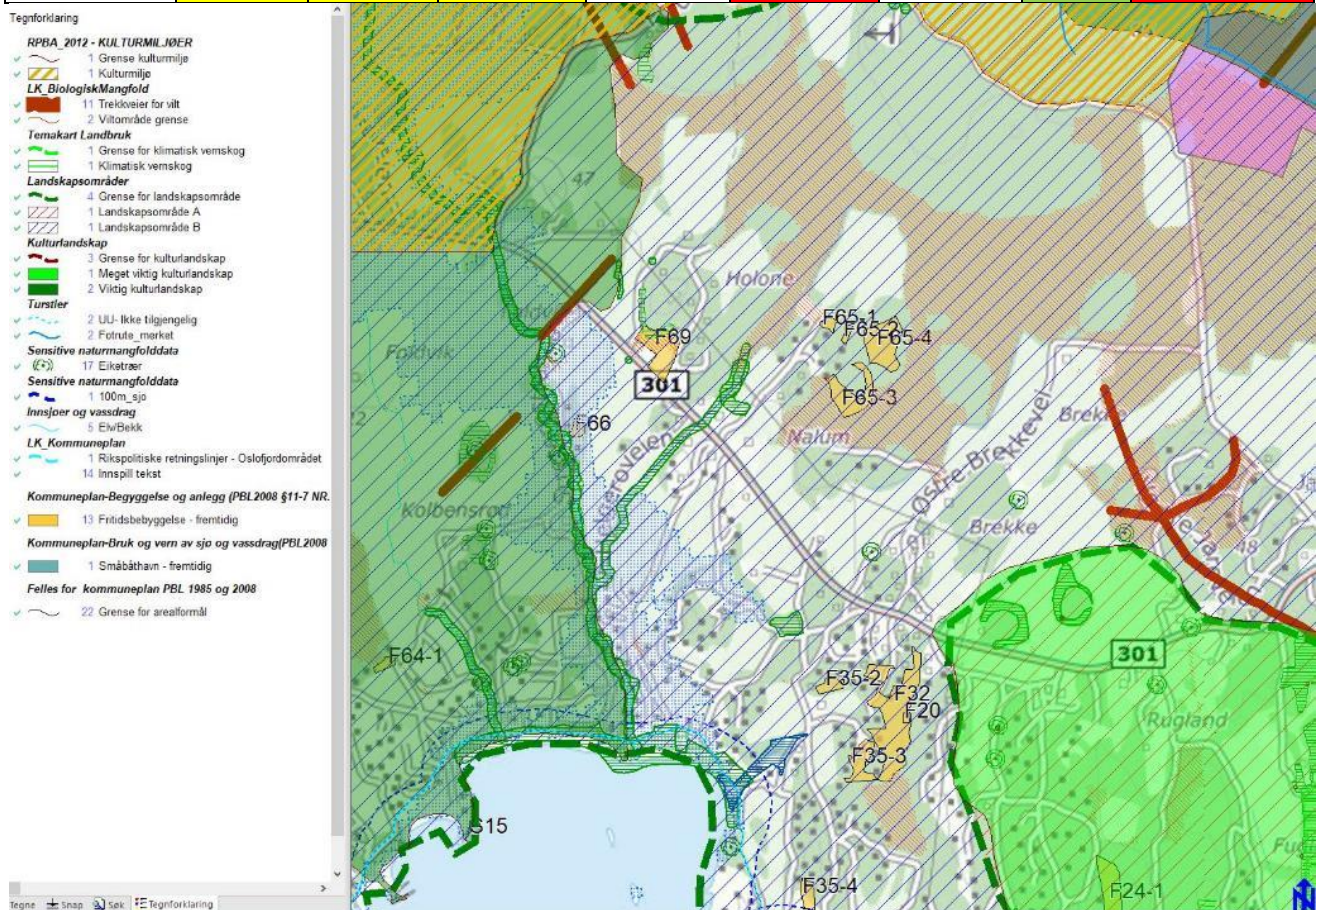 Tegnforklaring
RPBA_2012 - KULTURMILJØER
1 Grense kulturmiljø
1 Kulturmiljø
LK_BiologiskMangfold
11 Trekkveier for vilt
2 Viltområde grense
Temakart Landbruk
1 Grense for klimatisk vernskog
1 Klimatisk vernskog
Landskapsområder
4 Grense for landskapsområde
1 Landskapsområde A
1 Landskapsområde B
Kulturlandskap
3 Grense for kulturlandskap
1 Meget viktig kulturlandskap
2 Viktig kulturlandskap
Turstier
2 UU- Ikke tilgjengelig
2 Fotrute_merket
Sensitive naturmangfolddata
17 Eiketrær
Sensitive naturmangfolddata
1 100m_sjo
Innsjøer og vassdrag
5 Elv/Bekk
LK_Kommuneplan
1 Rikspolitiske retningslinjer - Oslofjordområdet
14 Innspill tekst
Kommuneplan-Begyggelse og anlegg (PBL2008 §11-7 NR.
13 Fritidsbebyggelse - fremtidig
Kommuneplan-Bruk og vern av sjø og vassdrag(PBL2008
1 Småbåthavn - fremtidig
Felles for kommuneplan PBL 1985 og 2008
22 Grense for arealformål
Tegne Snap Søk Tegnforklaring
47
Holone
F65-1
F65-2
F65-4
F69
Foldvik
301
F65-3
F66
Nalum
Brekke
Østre Brekkevei
Kolbensrød
Brekke
48
F64-1
301
F35-2
F32
F20
Rugland
F35-3
S15
F35-4
F24-1
N